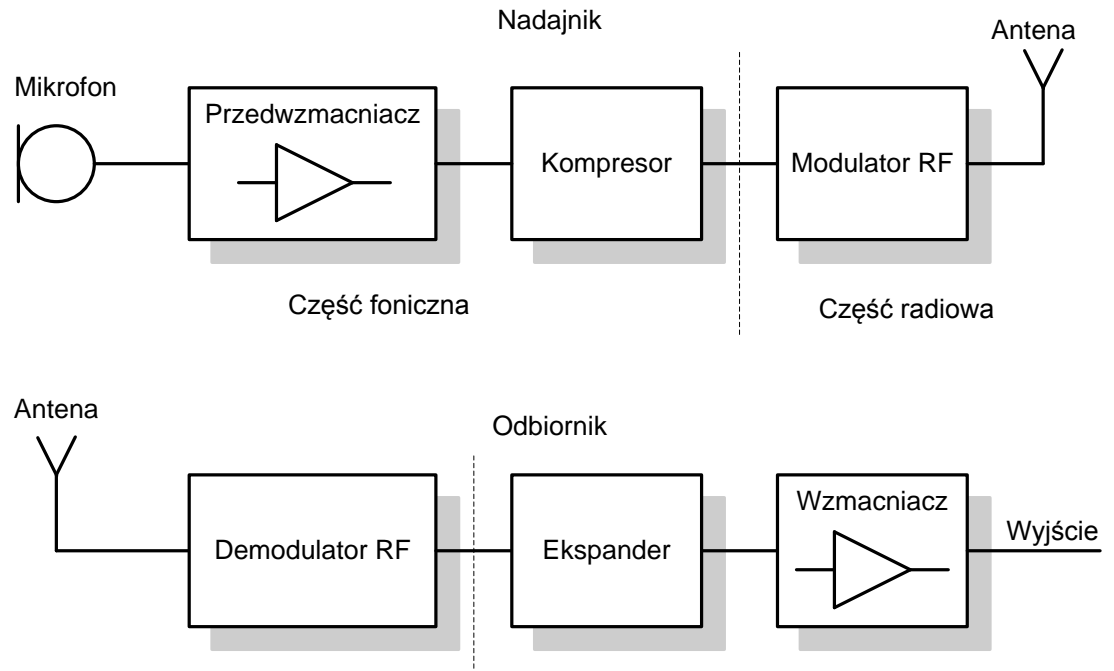 Nadajnik
Antena
Mikrofon
Przedwzmacniacz
Kompresor
Modulator RF
Część foniczna
Część radiowa
Antena
Odbiornik
Demodulator RF
Ekspander
Wzmacniacz
Wyjście